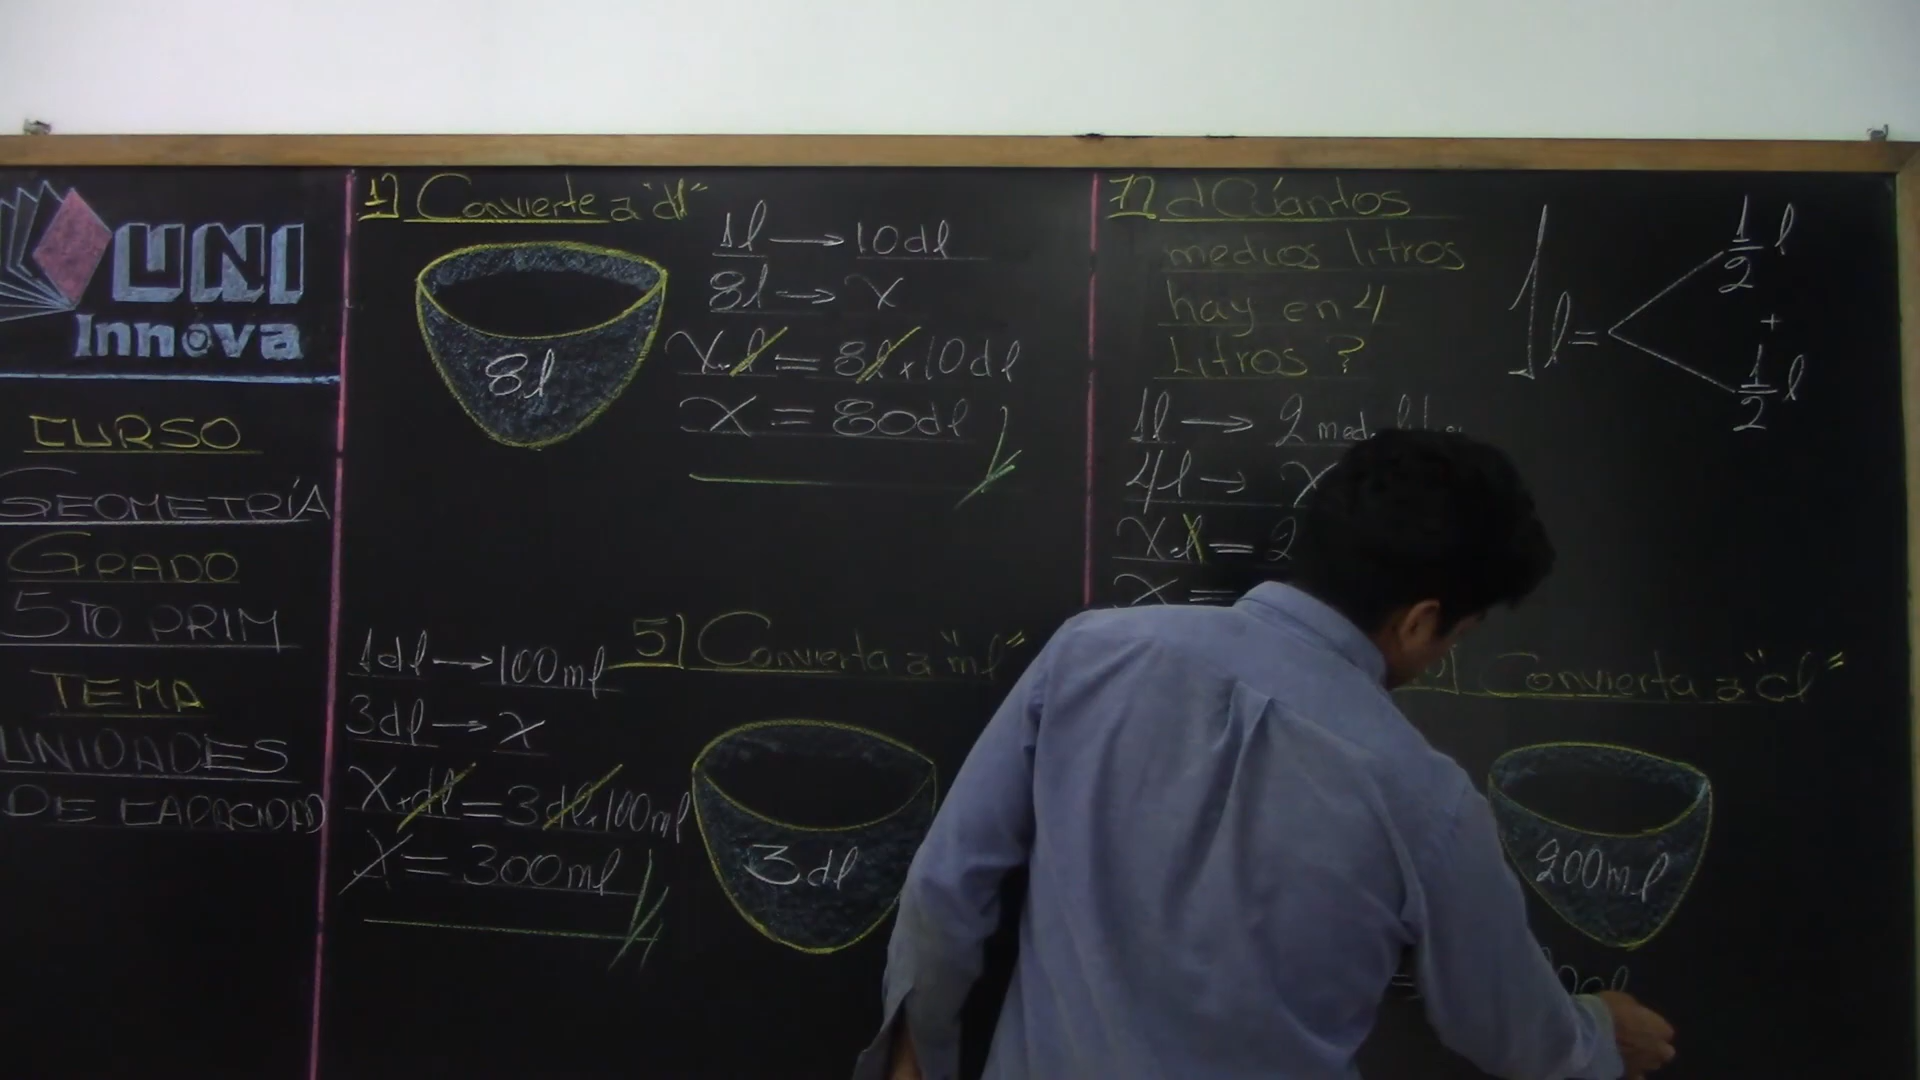 UNI
Innova
CURSO
GEOMETRÍA
GRADO
5TO PRIM
TEMA
UNIDADES
DE CAPACIDAD
1) Convierte a "dl"
8l
1l → 10dl
8l → x
x.l = 8l x 10dl
x = 80dl
1dl → 100ml
3dl → x
x x dl = 3dl x 100ml
x = 300ml
5) Convierta a "ml"
3dl
7) ¿Cuántos
medios litros
hay en 4
Litros ?
1l → 2
4l → x
x.l = 2
x =
1l =
1/2 l
+
1/2 l
Convierta a "cl"
200ml